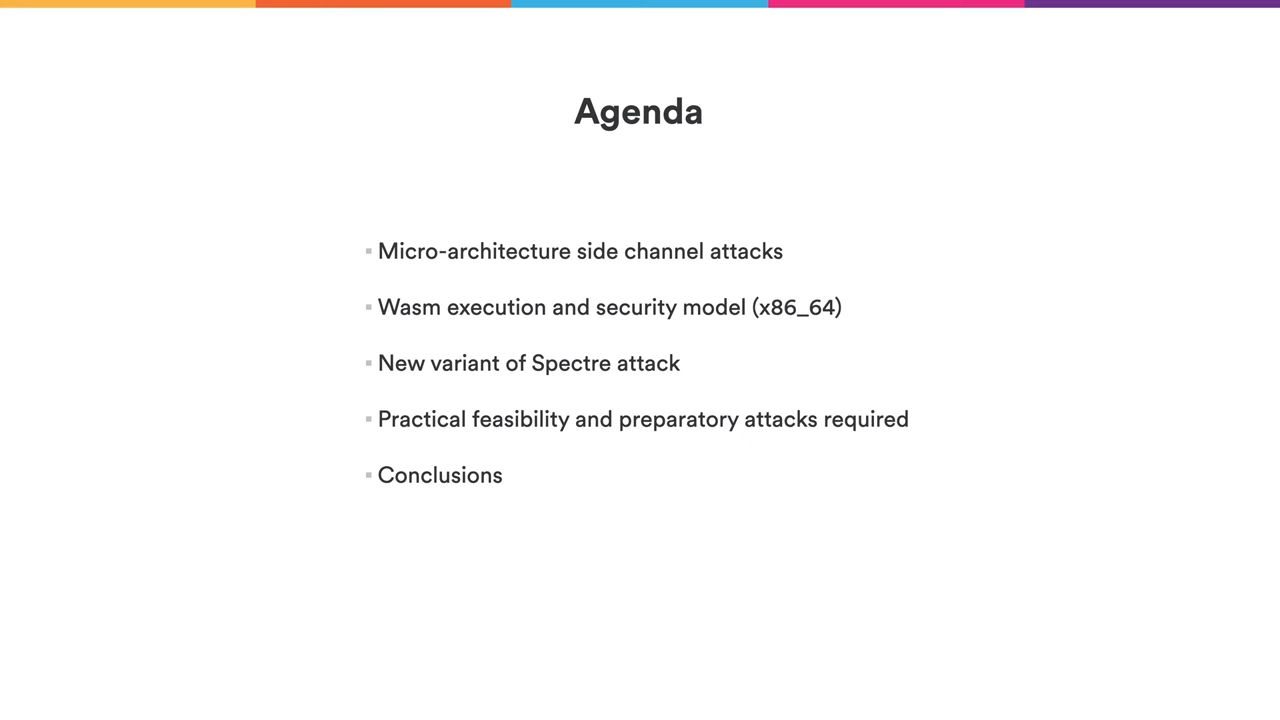 Agenda
▪ Micro-architecture side channel attacks
▪ Wasm execution and security model (x86_64)
▪ New variant of Spectre attack
▪ Practical feasibility and preparatory attacks required
▪ Conclusions